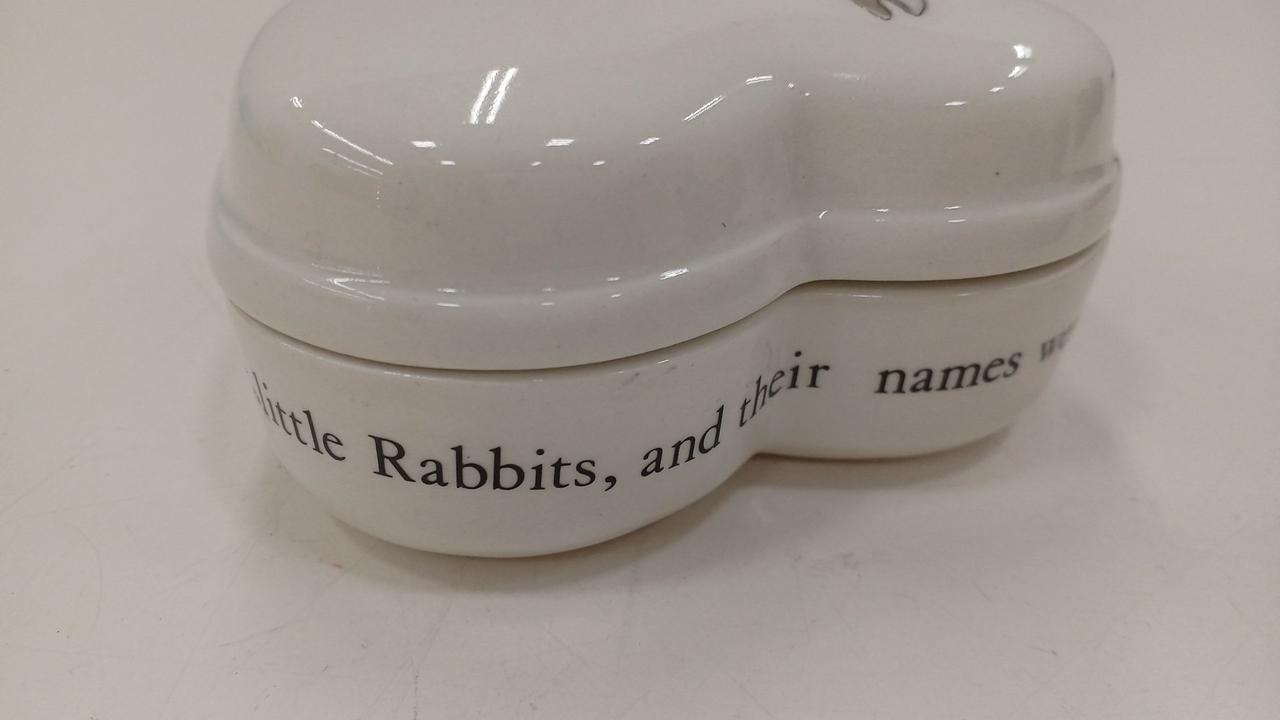 little Rabbits, and their names